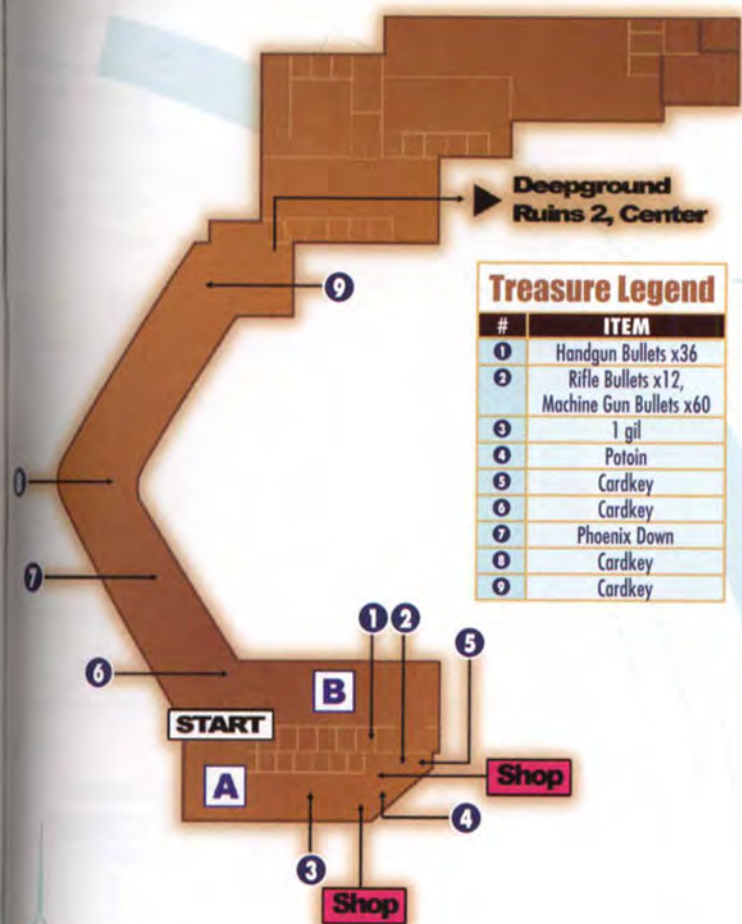 Deepground
Ruins 2, Center
9
Treasure Legend
# ITEM
1 Handgun Bullets x36
2 Rifle Bullets x12,
Machine Gun Bullets x60
3 1 gil
4 Potoin
5 Cardkey
6 Cardkey
7 Phoenix Down
8 Cardkey
9 Cardkey
8
7
1 2
5
6
B
START
A
Shop
4
3
Shop